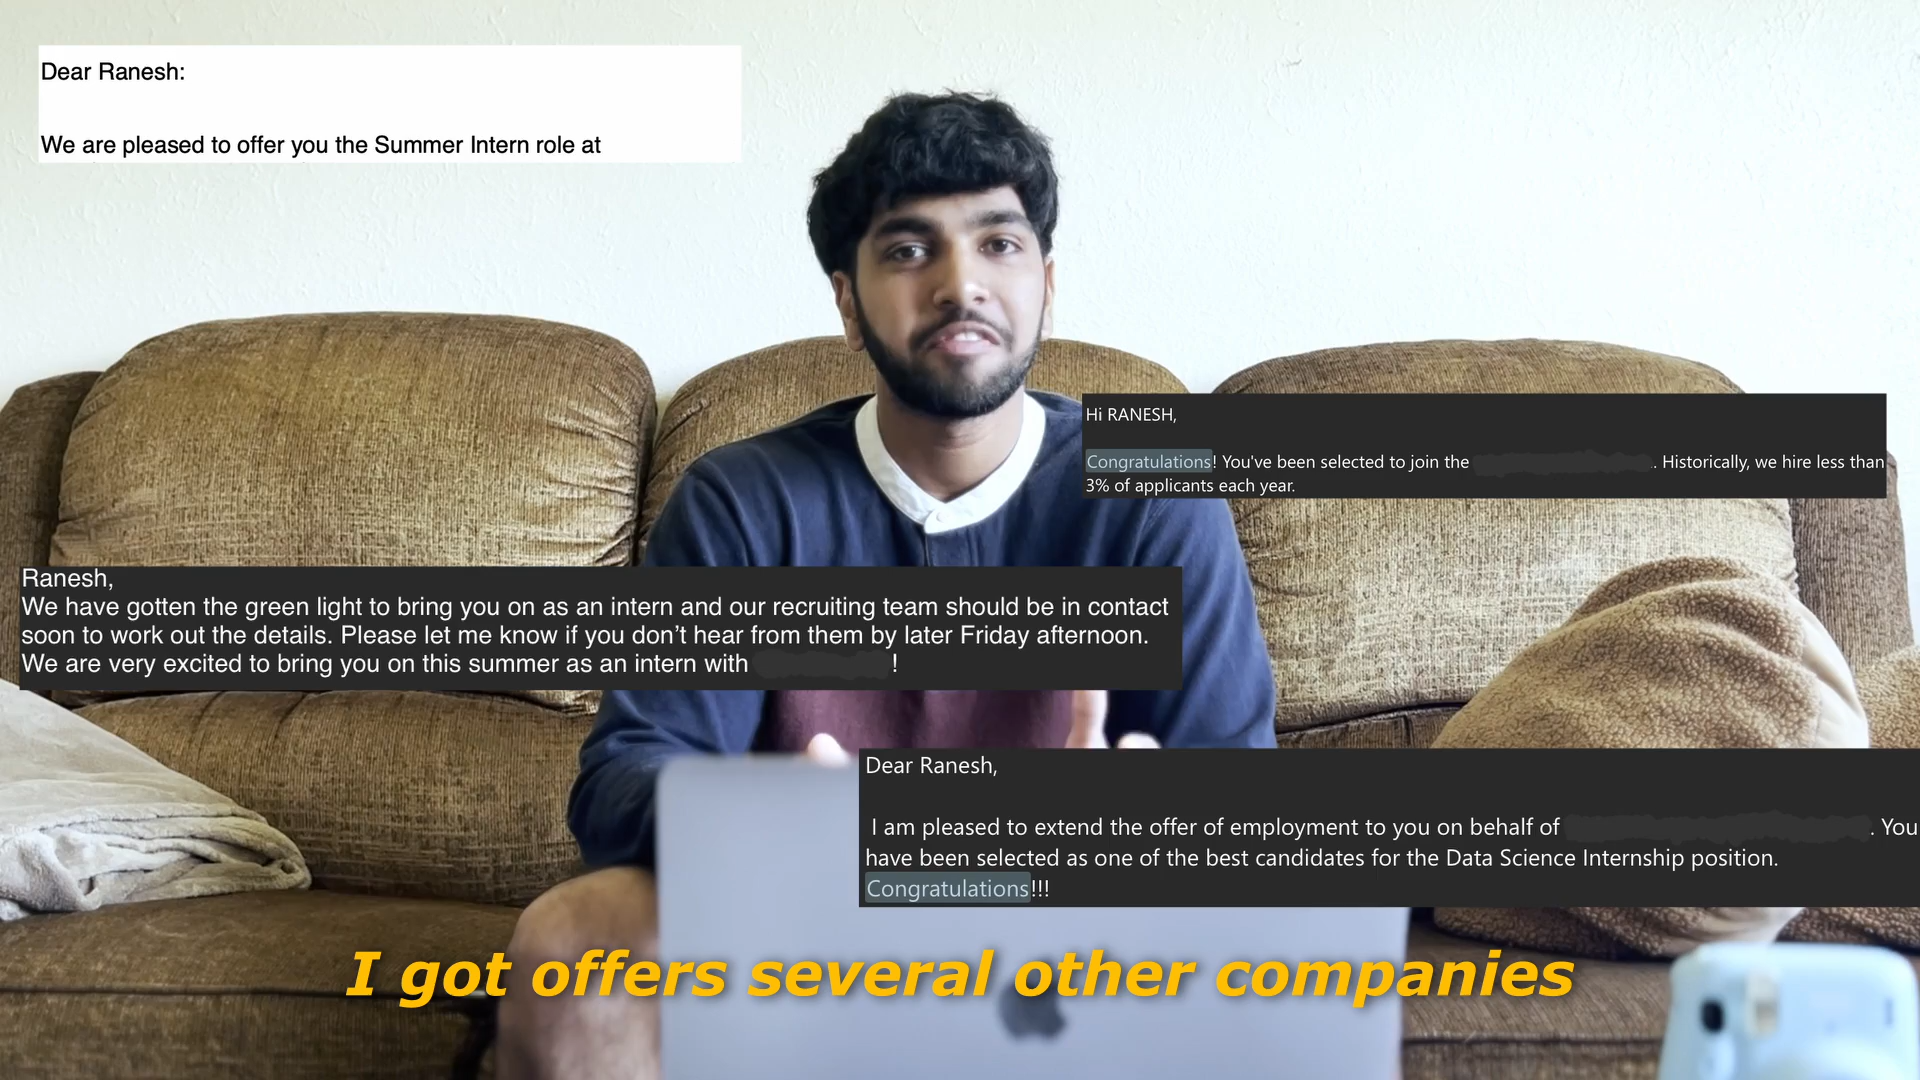 Dear Ranesh:
We are pleased to offer you the Summer Intern role at
Hi RANESH,
Congratulations! You've been selected to join the . Historically, we hire less than
3% of applicants each year.
Ranesh,
We have gotten the green light to bring you on as an intern and our recruiting team should be in contact
soon to work out the details. Please let me know if you don’t hear from them by later Friday afternoon.
We are very excited to bring you on this summer as an intern with !
Dear Ranesh,
I am pleased to extend the offer of employment to you on behalf of . You
have been selected as one of the best candidates for the Data Science Internship position.
Congratulations!!!
I got offers several other companies